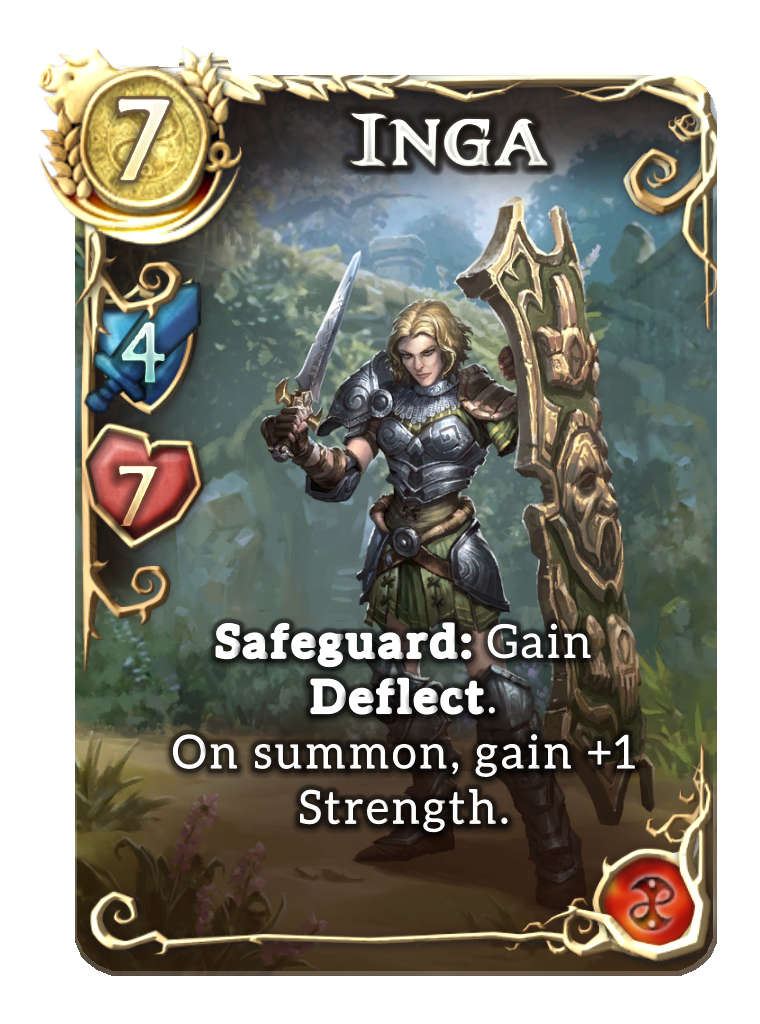 7
INGA
4
7
Safeguard: Gain
Deflect.
On summon, gain +1
Strength.